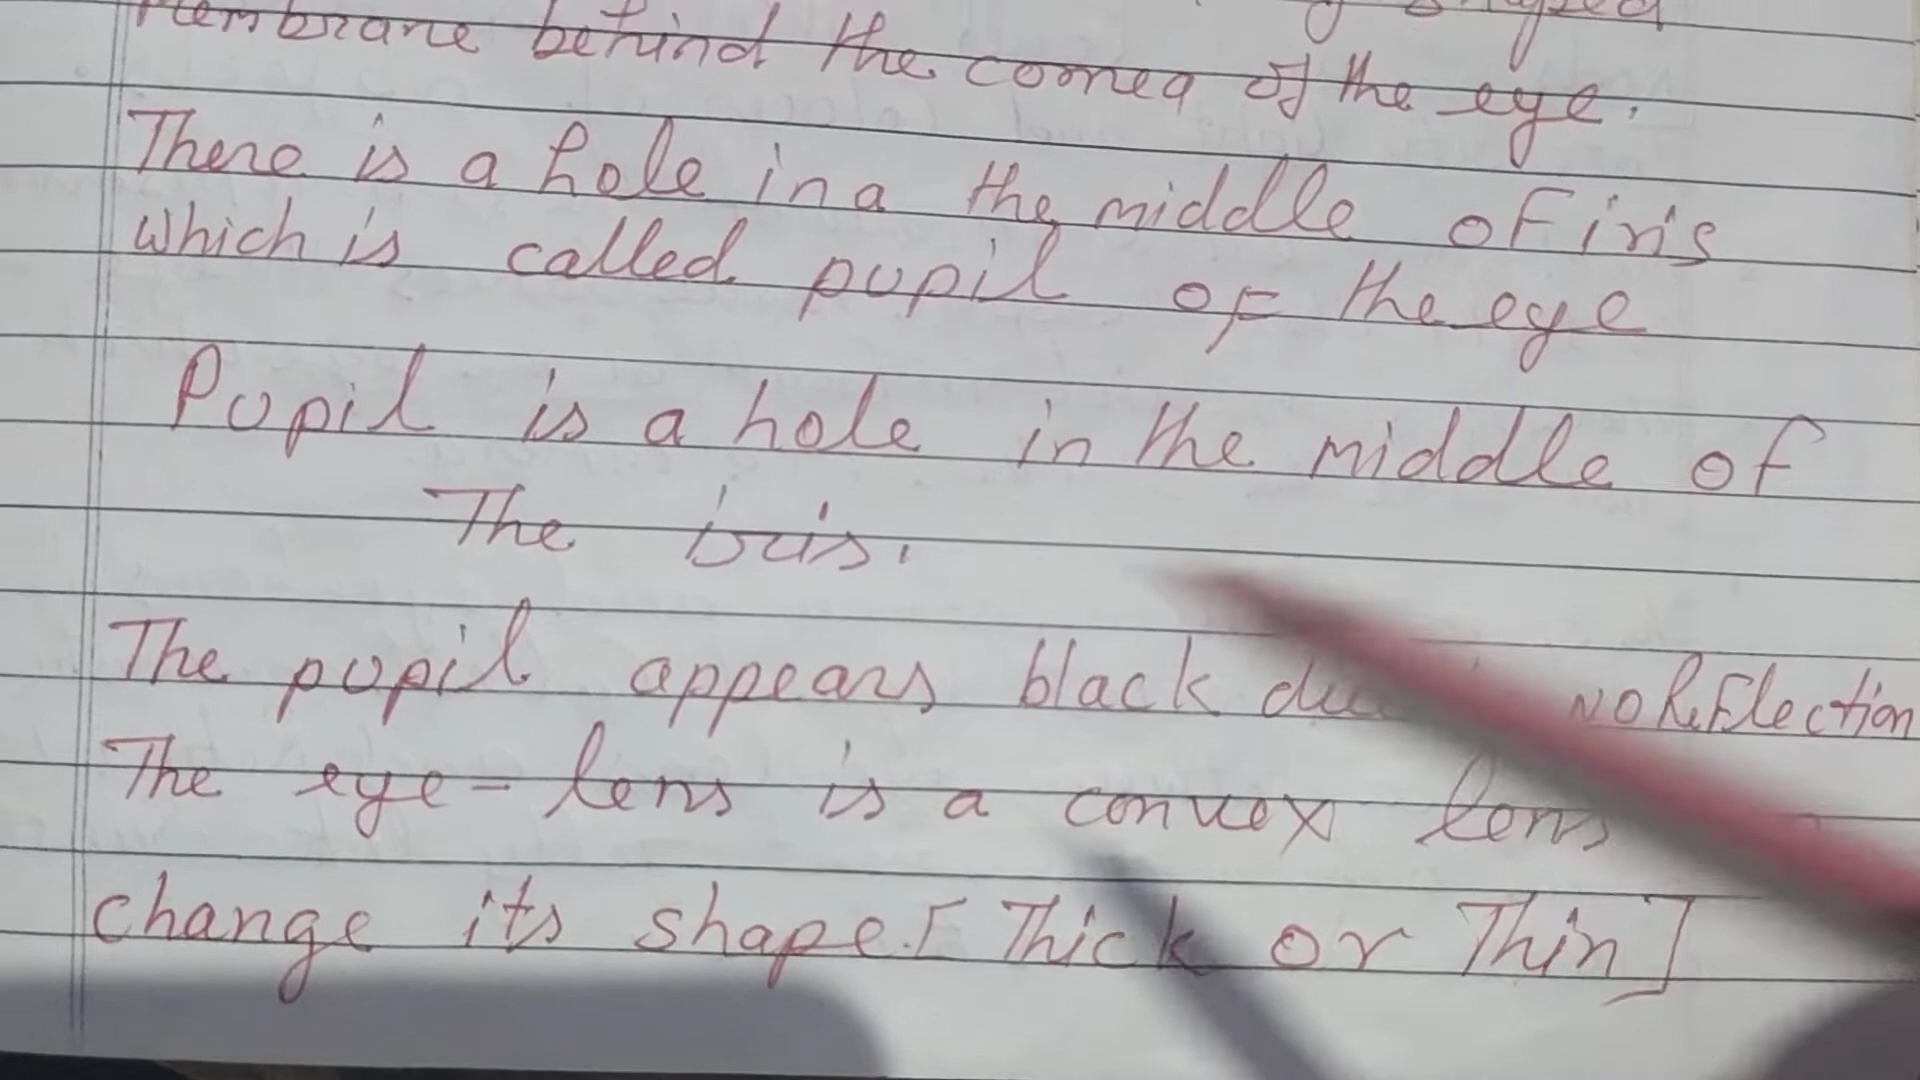 membrane behind the cornea of the eye.
There is a hole in a the middle of iris
which is called pupil of the eye
Pupil is a hole in the middle of
The iris.
The pupil appears black due no Reflection
The eye-lens is a convex lens
change its shape.[Thick or Thin]